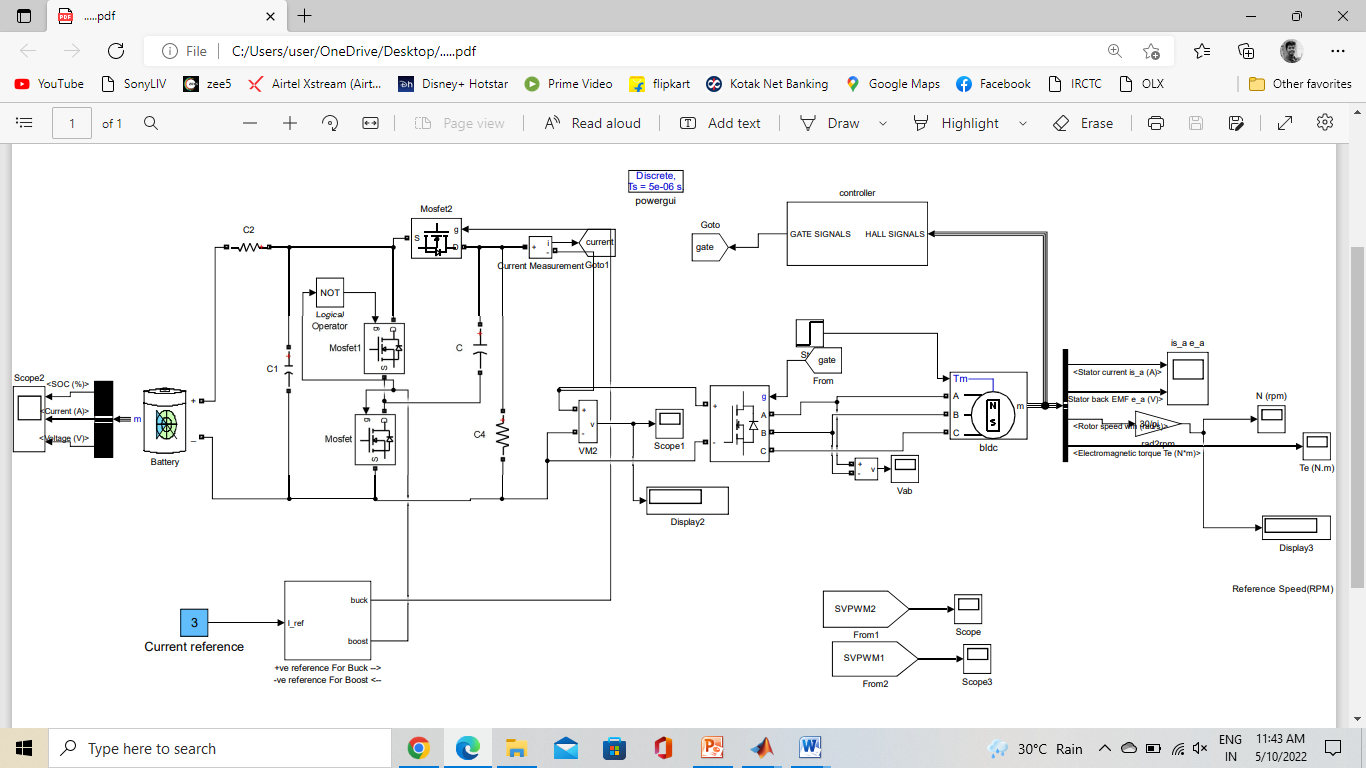 .....pdf
File
C:/Users/user/OneDrive/Desktop/.....pdf
YouTube
SonyLIV
zee5
Airtel Xstream (Airt...
Disney+ Hotstar
Prime Video
flipkart
Kotak Net Banking
Google Maps
Facebook
IRCTC
OLX
Other favorites
1
of 1
Page view
Read aloud
Add text
Draw
Highlight
Erase
Discrete,
Ts = 5e-06 s.
powergui
controller
GATE SIGNALS
HALL SIGNALS
Goto
gate
Mosfet2
g
S
D
C2
current
i
+
-
Current Measurement
Goto1
NOT
Logical
Operator
Mosfet1
g
D
S
C1
C
Scope2
<SOC (%)>
<Current (A)>
<Voltage (V)>
m
+
_
Battery
Mosfet
g
D
S
C4
+
-
v
VM2
Scope1
Display2
gate
From
+
-
g
A
B
C
+
-
v
Vab
Tm
A
B
C
N
S
m
bldc
is_a e_a
<Stator current is_a (A)>
Stator back EMF e_a (V)>
<Rotor speed wm (rad/s)>
<Electromagnetic torque Te (N*m)>
30/pi
rad2rpm
N (rpm)
Te (N.m)
Display3
Reference Speed(RPM)
3
Current reference
I_ref
buck
boost
+ve reference For Buck -->
-ve reference For Boost <--
SVPWM2
From1
Scope
SVPWM1
From2
Scope3
Type here to search
30°C Rain
ENG
IN
11:43 AM
5/10/2022